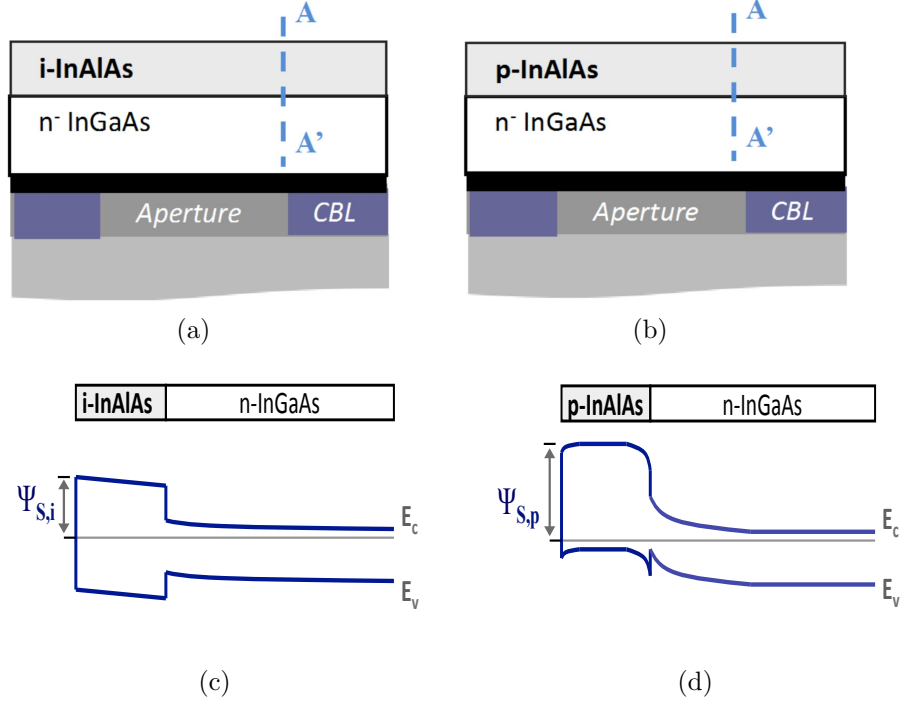 A
i-InAlAs
n⁻ InGaAs
A'
Aperture
CBL
(a)
A
p-InAlAs
n⁻ InGaAs
A'
Aperture
CBL
(b)
i-InAlAs
n-InGaAs
Ψ_S,i
E_c
E_v
(c)
p-InAlAs
n-InGaAs
Ψ_S,p
E_c
E_v
(d)